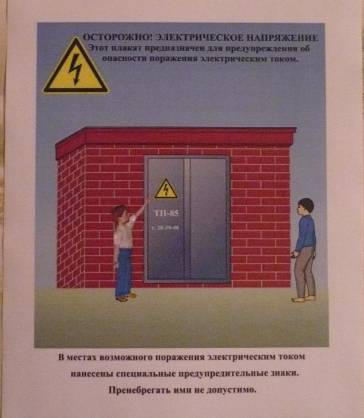 ОСТОРОЖНО! ЭЛЕКТРИЧЕСКОЕ НАПРЯЖЕНИЕ
Этот плакат предназначен для предупреждения об
опасности поражения электрическим током.
ТП-85
т.
В местах возможного поражения электрическим током
нанесены специальные предупредительные знаки.
Пренебрегать ими не допустимо.